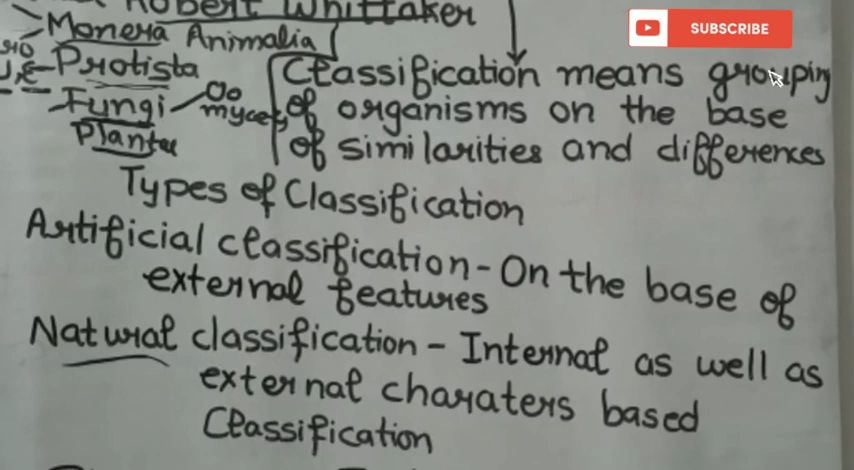 Robert Whittaker
SUBSCRIBE
Monera Animalia
Protista
Fungi Oo
mycetes
Plantae
Classification means grouping
of organisms on the base
of similarities and differences
Types of Classification
Artificial classification - On the base of
external features
Natural classification - Internal as well as
external charaters based
Classification